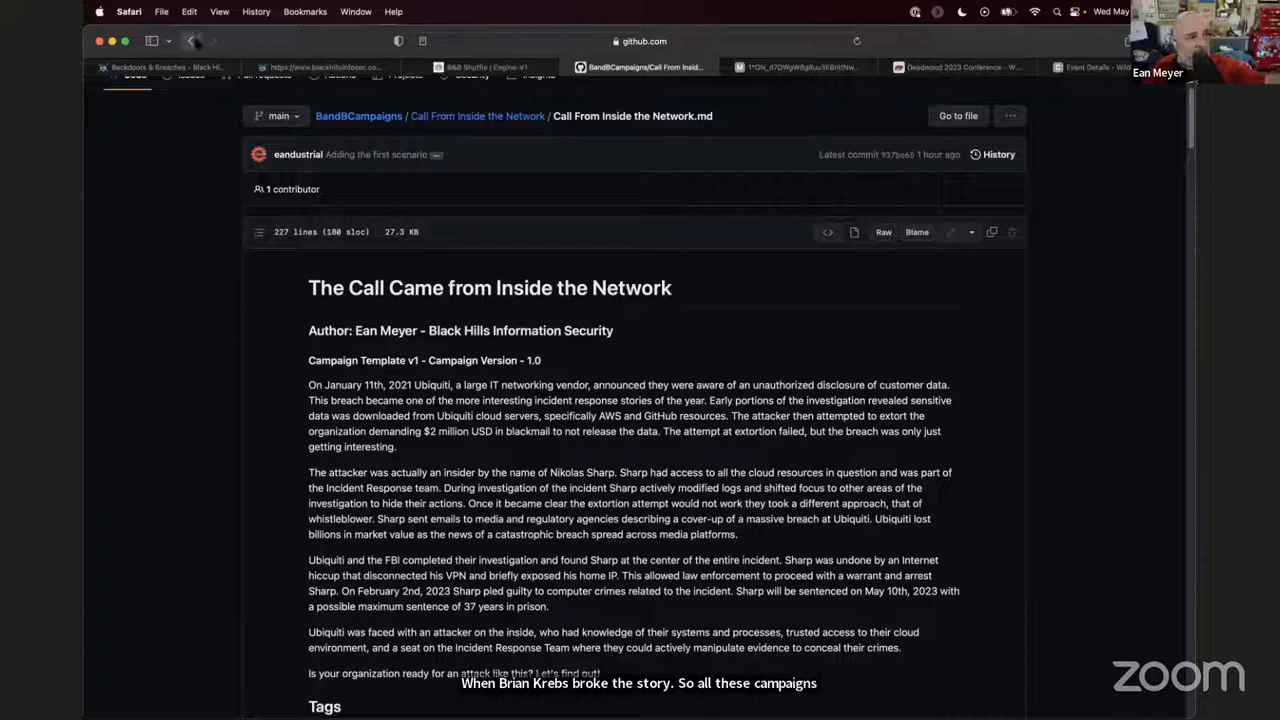 Safari File Edit View History Bookmarks Window Help Wed May
github.com
Backdoors & Breaches - Black Hi... https://www.blackhillsinfosec.co... B&B Shuffle | Engine-V1 BandBCampaigns/Call From Insid... Deadwood 2023 Conference - W... Event Details - Wild
Ean Meyer
Insights
main BandBCampaigns / Call From Inside the Network / Call From Inside the Network.md Go to file ...
eandustrial Adding the first scenario Latest commit 937be65 1 hour ago History
1 contributor
227 lines (180 sloc) 27.3 KB Raw Blame
The Call Came from Inside the Network
Author: Ean Meyer - Black Hills Information Security
Campaign Template v1 - Campaign Version - 1.0
On January 11th, 2021 Ubiquiti, a large IT networking vendor, announced they were aware of an unauthorized disclosure of customer data.
This breach became one of the more interesting incident response stories of the year. Early portions of the investigation revealed sensitive
data was downloaded from Ubiquiti cloud servers, specifically AWS and GitHub resources. The attacker then attempted to extort the
organization demanding $2 million USD in blackmail to not release the data. The attempt at extortion failed, but the breach was only just
getting interesting.
The attacker was actually an insider by the name of Nikolas Sharp. Sharp had access to all the cloud resources in question and was part of
the Incident Response team. During investigation of the incident Sharp actively modified logs and shifted focus to other areas of the
investigation to hide their actions. Once it became clear the extortion attempt would not work they took a different approach, that of
whistleblower. Sharp sent emails to media and regulatory agencies describing a cover-up of a massive breach at Ubiquiti. Ubiquiti lost
billions in market value as the news of a catastrophic breach spread across media platforms.
Ubiquiti and the FBI completed their investigation and found Sharp at the center of the entire incident. Sharp was undone by an Internet
hiccup that disconnected his VPN and briefly exposed his home IP. This allowed law enforcement to proceed with a warrant and arrest
Sharp. On February 2nd, 2023 Sharp pled guilty to computer crimes related to the incident. Sharp will be sentenced on May 10th, 2023 with
a possible maximum sentence of 37 years in prison.
Ubiquiti was faced with an attacker on the inside, who had knowledge of their systems and processes, trusted access to their cloud
environment, and a seat on the Incident Response Team where they could actively manipulate evidence to conceal their crimes.
Is your organization ready for an attack like this? Let's find out!
When Brian Krebs broke the story. So all these campaigns
zoom
Tags